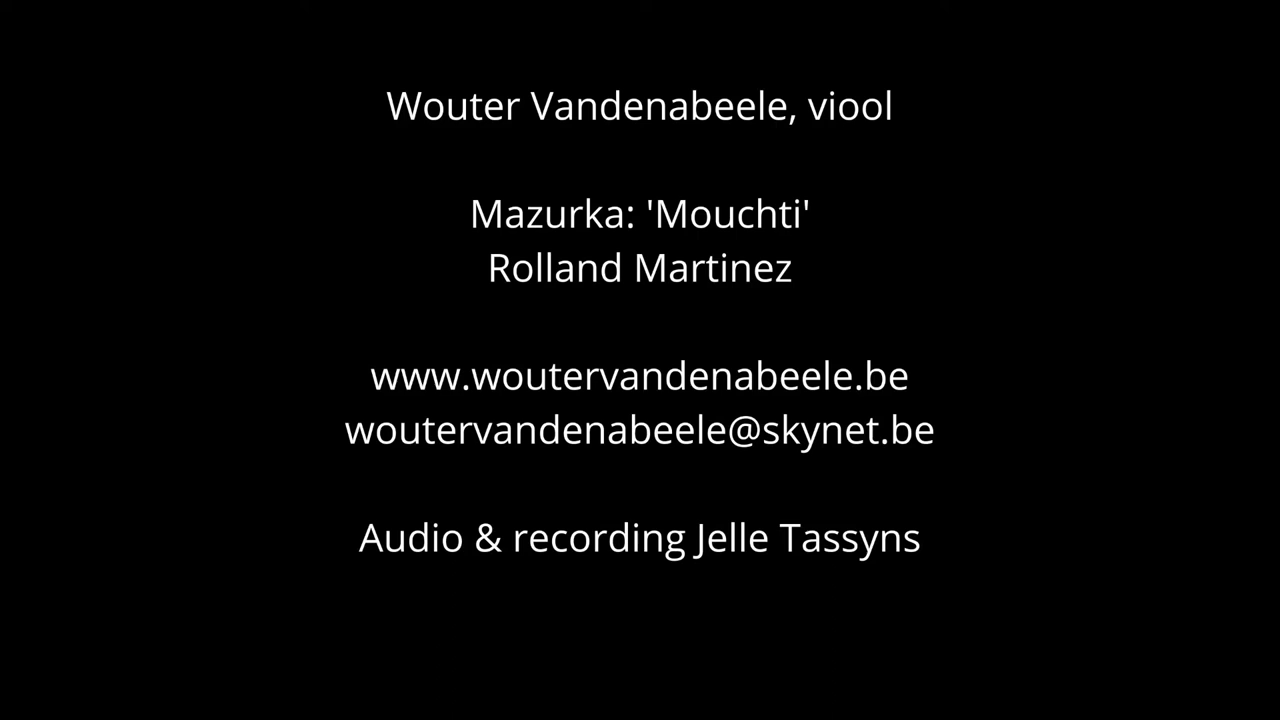 Wouter Vandenabeele, viool
Mazurka: 'Mouchti'
Rolland Martinez
www.woutervandenabeele.be
woutervandenabeele@skynet.be
Audio & recording Jelle Tassyns